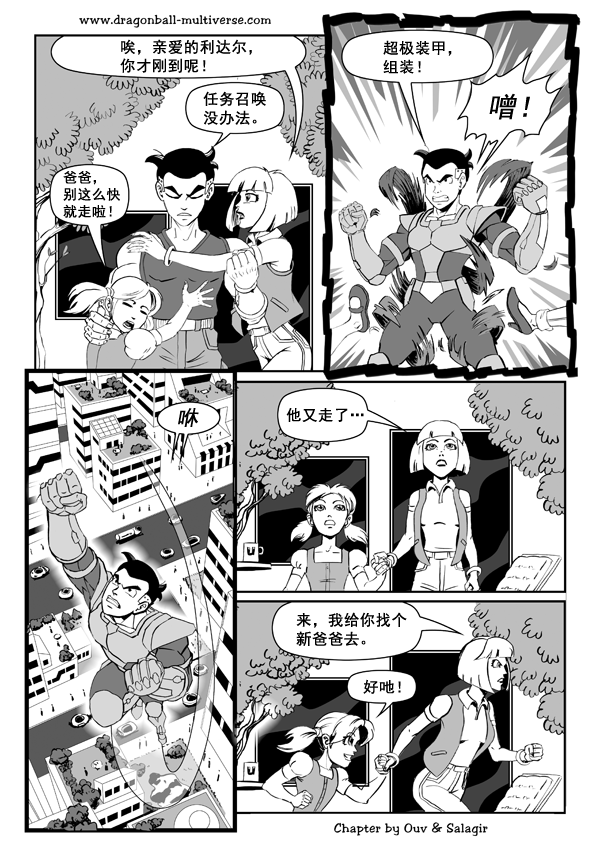 www.dragonball-multiverse.com
唉，亲爱的利达尔，
你才刚到呢！
任务召唤
没办法。
爸爸，
别这么快
就走啦！
超极装甲，
组装！
噌！
咻
他又走了…
来，我给你找个
新爸爸去。
好吔！
Chapter by Ouv & Salagir